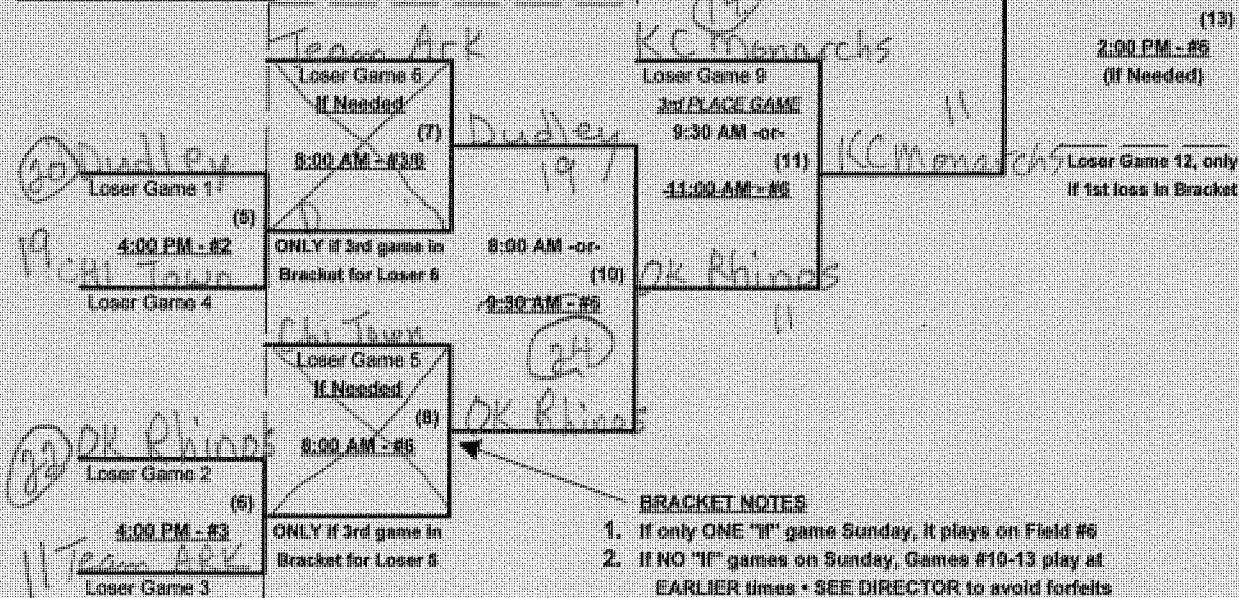 (13)
2:00 PM - #6
(If Needed)
Team Ark
Loser Game 6
If Needed
(7)
8:00 AM - #3/6
D
ONLY if 3rd game in
Bracket for Loser 6
20 Dudley
Loser Game 1
(5)
4:00 PM - #2
19 CHI Town
Loser Game 4
Chi Town
Loser Game 5
If Needed
(8)
8:00 AM - #6
ONLY if 3rd game in
Bracket for Loser 5
22 OK Rhinos
Loser Game 2
(6)
4:00 PM - #3
11 Team ARK
Loser Game 3
Dudley
19
8:00 AM -or-
(10)
9:30 AM - #6
24
OK Rhinos
KC Monarchs
Loser Game 9
3rd PLACE GAME
9:30 AM -or-
(11)
11:00 AM - #6
OK Rhinos
11
11
KC Monarchs
Loser Game 12, only
if 1st loss in Bracket
BRACKET NOTES
1. If only ONE "if" game Sunday, it plays on Field #6
2. If NO "If" games on Sunday, Games #10-13 play at
EARLIER times • SEE DIRECTOR to avoid forfeits